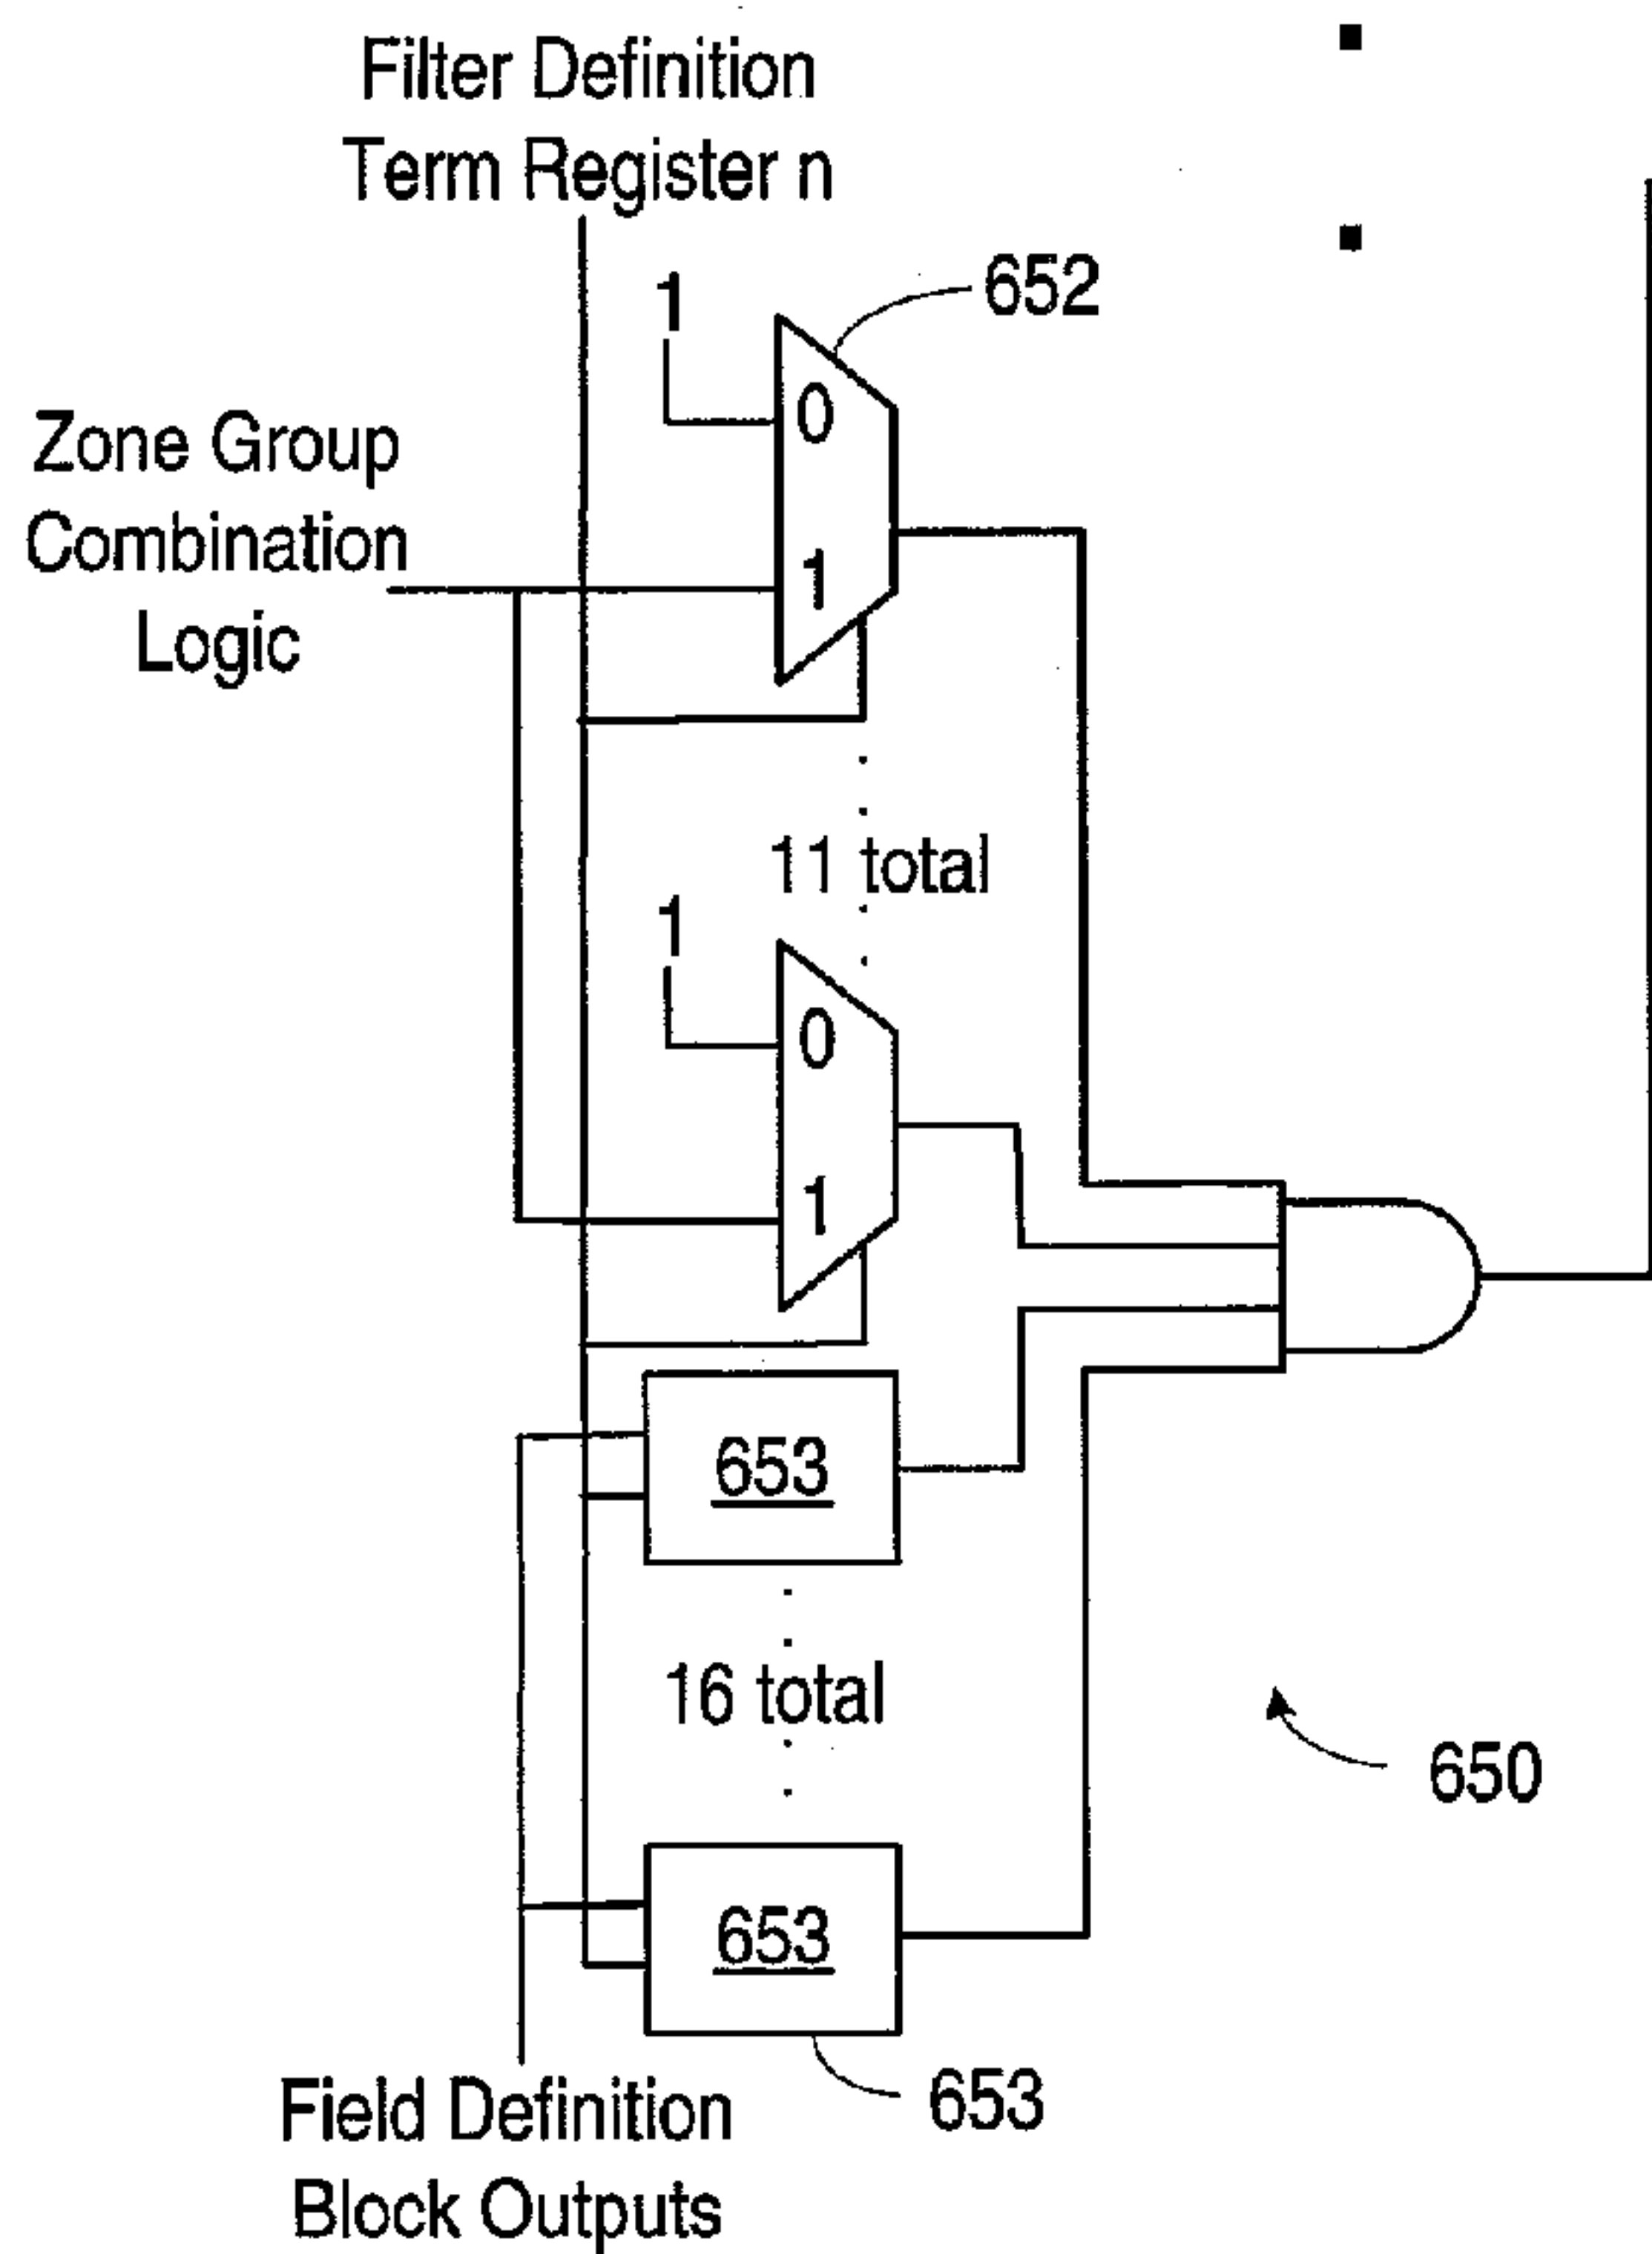 Filter Definition
Term Register n
1
652
0
Zone Group
Combination
Logic
1
11 total
1
0
1
653
16 total
650
653
653
Field Definition
Block Outputs